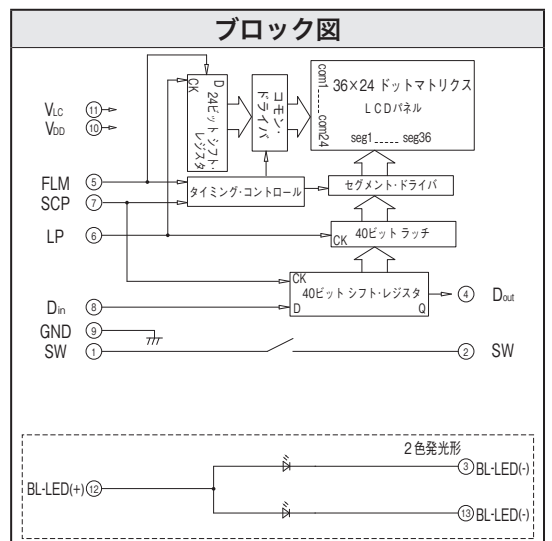 ブロック図
CK
D
24ビット シフト・レジスタ
コモン・ドライバ
com1
com24
36×24 ドットマトリクス
LCDパネル
seg1 seg36
VLC 11
VDD 10
FLM 5
SCP 7
タイミング・コントロール
セグメント・ドライバ
LP 6
CK 40ビット ラッチ
CK
40ビット シフト・レジスタ
D Q
4 Dout
Din 8
GND 9
SW 1
2 SW
2色発光形
3 BL-LED(-)
BL-LED(+) 12
13 BL-LED(-)